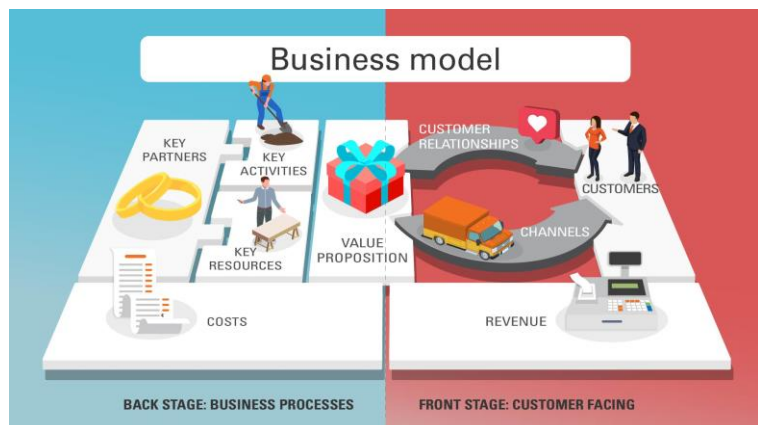 Business model
KEY
PARTNERS
KEY
ACTIVITIES
KEY
RESOURCES
VALUE
PROPOSITION
CUSTOMER
RELATIONSHIPS
CHANNELS
CUSTOMERS
COSTS
REVENUE
BACK STAGE: BUSINESS PROCESSES
FRONT STAGE: CUSTOMER FACING